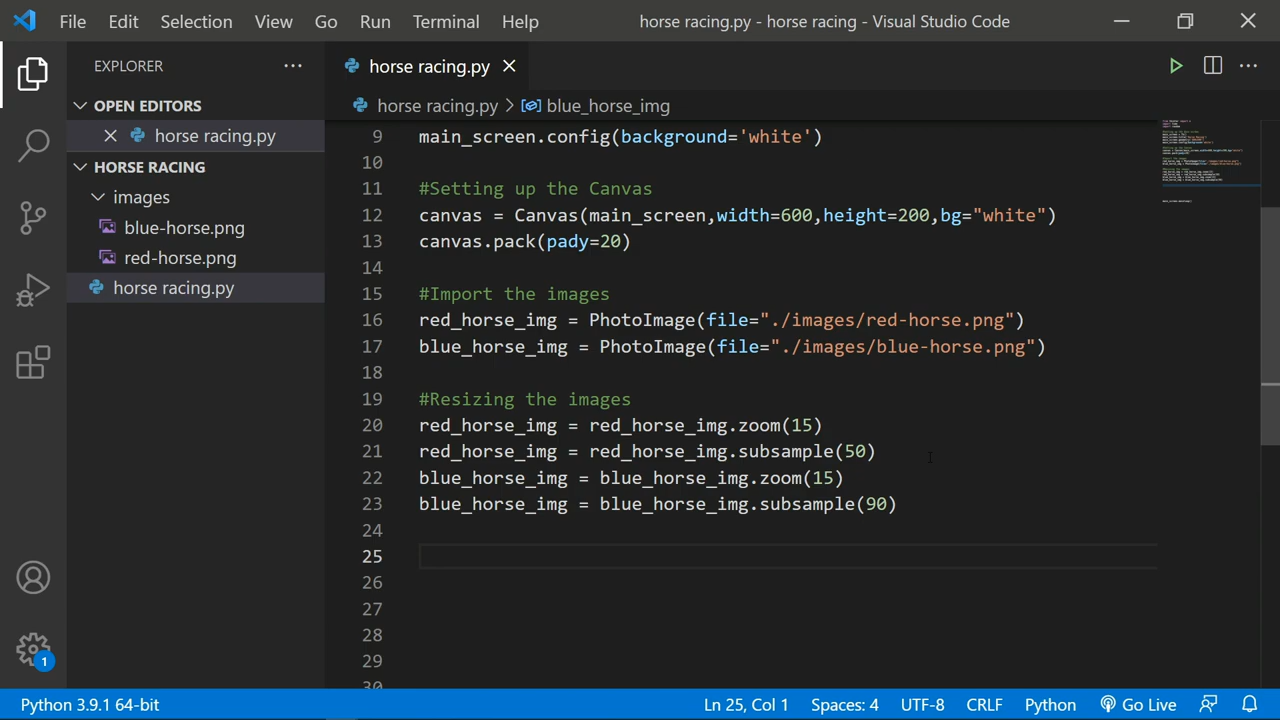 File Edit Selection View Go Run Terminal Help horse racing.py - horse racing - Visual Studio Code
EXPLORER
OPEN EDITORS
horse racing.py
HORSE RACING
images
blue-horse.png
red-horse.png
horse racing.py
1
horse racing.py
horse racing.py > blue_horse_img
9 main_screen.config(background='white')
10
11 #Setting up the Canvas
12 canvas = Canvas(main_screen,width=600,height=200,bg="white")
13 canvas.pack(pady=20)
14
15 #Import the images
16 red_horse_img = PhotoImage(file="./images/red-horse.png")
17 blue_horse_img = PhotoImage(file="./images/blue-horse.png")
18
19 #Resizing the images
20 red_horse_img = red_horse_img.zoom(15)
21 red_horse_img = red_horse_img.subsample(50)
22 blue_horse_img = blue_horse_img.zoom(15)
23 blue_horse_img = blue_horse_img.subsample(90)
24
25
26
27
28
29
30
Python 3.9.1 64-bit Ln 25, Col 1 Spaces: 4 UTF-8 CRLF Python Go Live